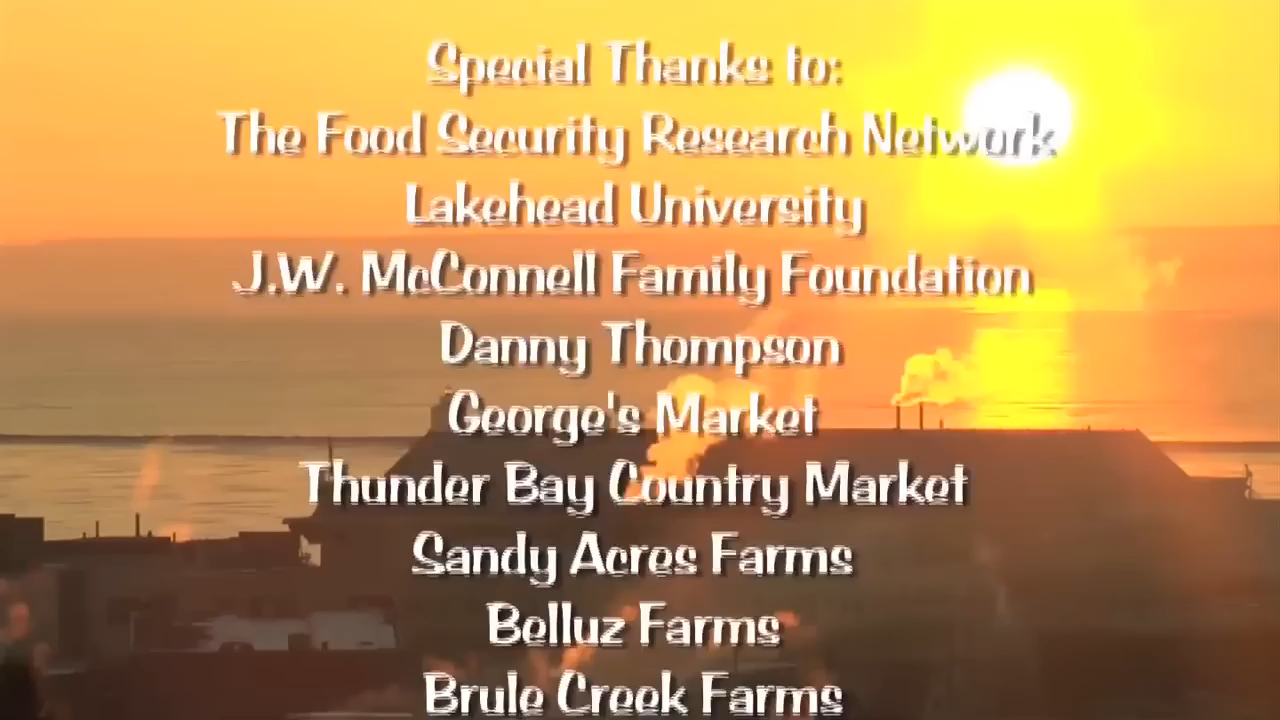 Special Thanks to:
The Food Security Research Network
Lakehead University
J.W. McConnell Family Foundation
Danny Thompson
George's Market
Thunder Bay Country Market
Sandy Acres Farms
Belluz Farms
Brule Creek Farms